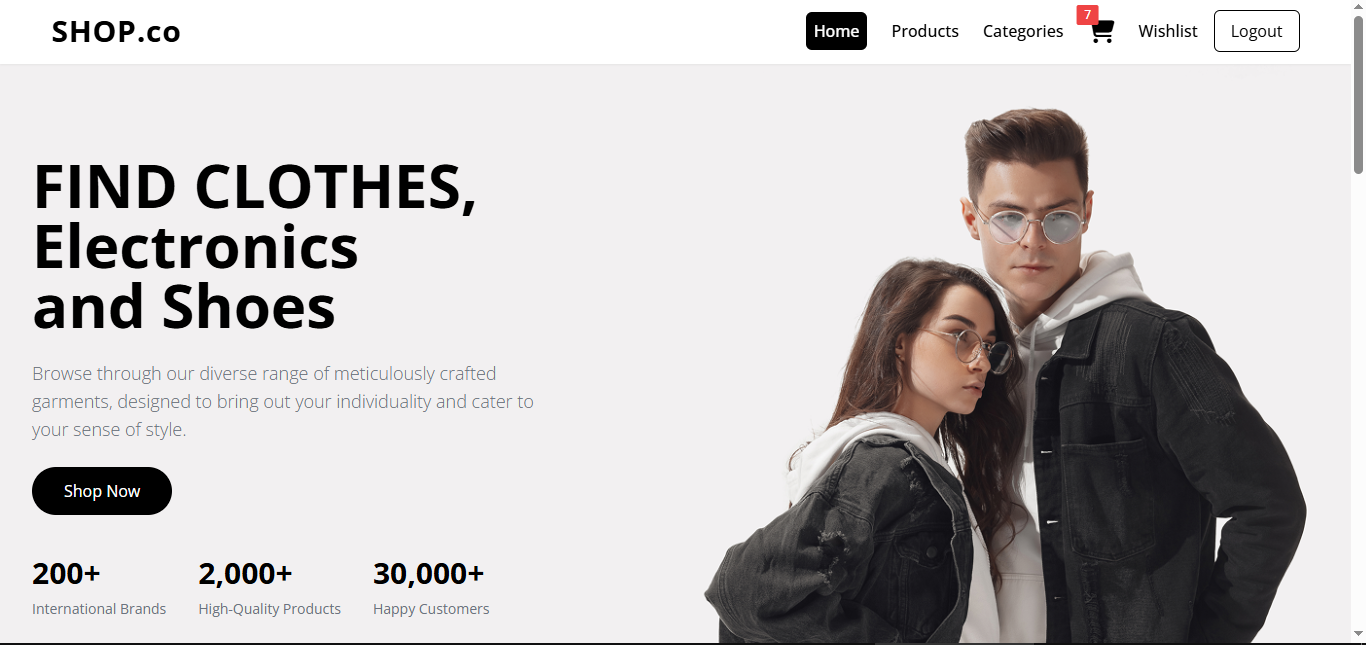 SHOP.co
Home
Products
Categories
7
Wishlist
Logout
FIND CLOTHES,
Electronics
and Shoes
Browse through our diverse range of meticulously crafted
garments, designed to bring out your individuality and cater to
your sense of style.
Shop Now
200+
International Brands
2,000+
High-Quality Products
30,000+
Happy Customers